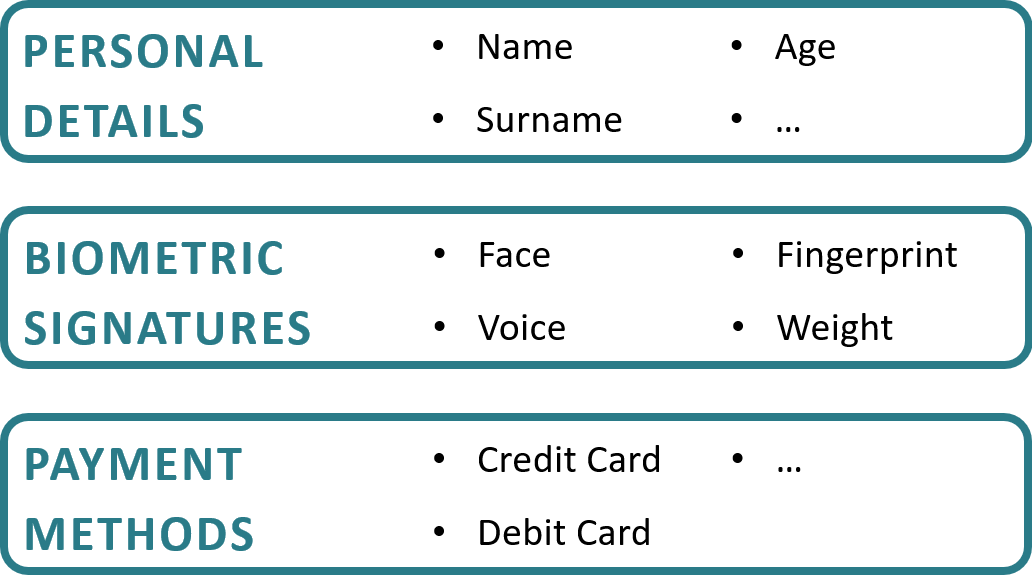 PERSONAL
DETAILS
• Name
• Surname
• Age
• ...
BIOMETRIC
SIGNATURES
• Face
• Voice
• Fingerprint
• Weight
PAYMENT
METHODS
• Credit Card
• Debit Card
• ...